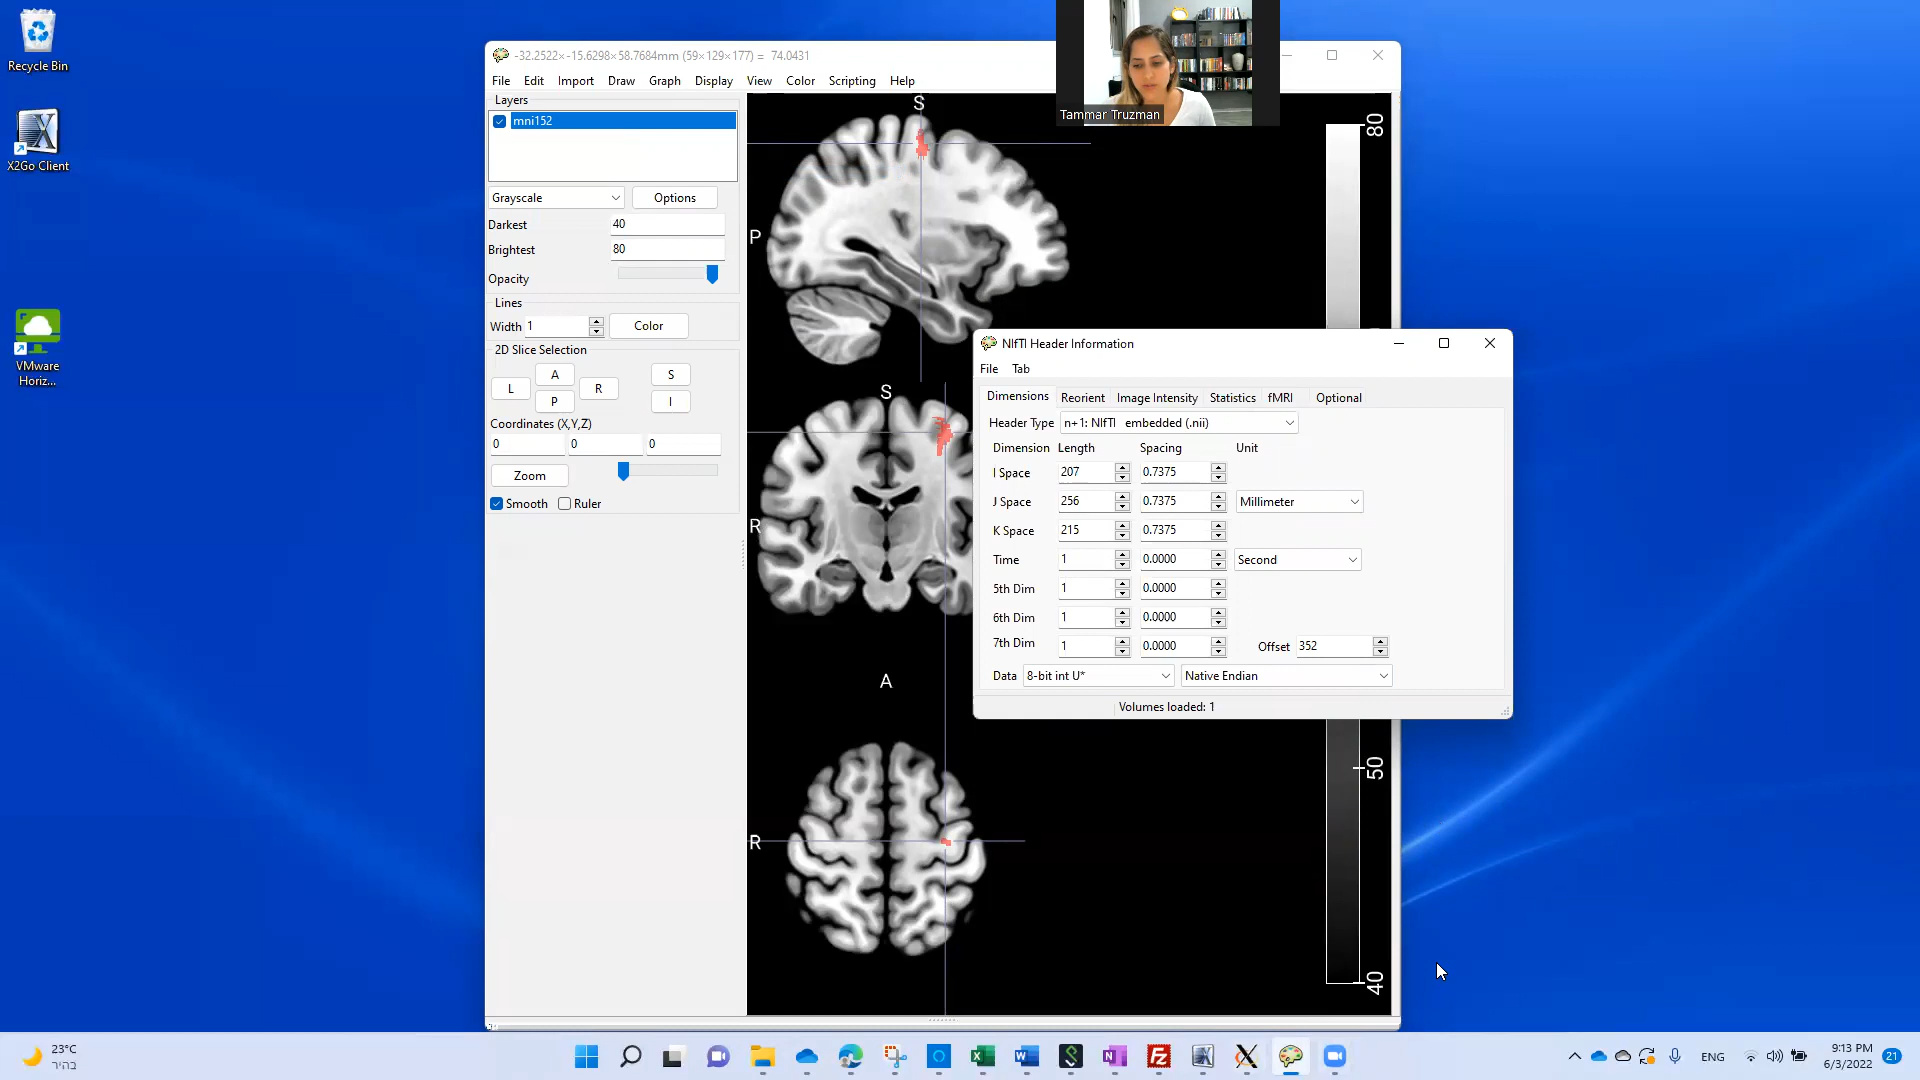 Recycle Bin
X2Go Client
VMware
Horiz...
-32.2522×-15.6298×58.7684mm (59×129×177) = 74.0431
File Edit Import Draw Graph Display View Color Scripting Help
Layers
mni152
Grayscale
Options
Darkest 40
Brightest 80
Opacity
Lines
Width 1
Color
2D Slice Selection
A S
L R
P I
Coordinates (X,Y,Z)
0 0 0
Zoom
Smooth Ruler
S
P
S
R
A
R
80
50
40
Tammar Truzman
NIfTI Header Information
File Tab
Dimensions Reorient Image Intensity Statistics fMRI Optional
Header Type n+1: NIfTI embedded (.nii)
Dimension Length Spacing Unit
I Space 207 0.7375
J Space 256 0.7375 Millimeter
K Space 215 0.7375
Time 1 0.0000 Second
5th Dim 1 0.0000
6th Dim 1 0.0000
7th Dim 1 0.0000 Offset 352
Data 8-bit int U* Native Endian
Volumes loaded: 1
23°C
בהיר
ENG
9:13 PM
6/3/2022
21